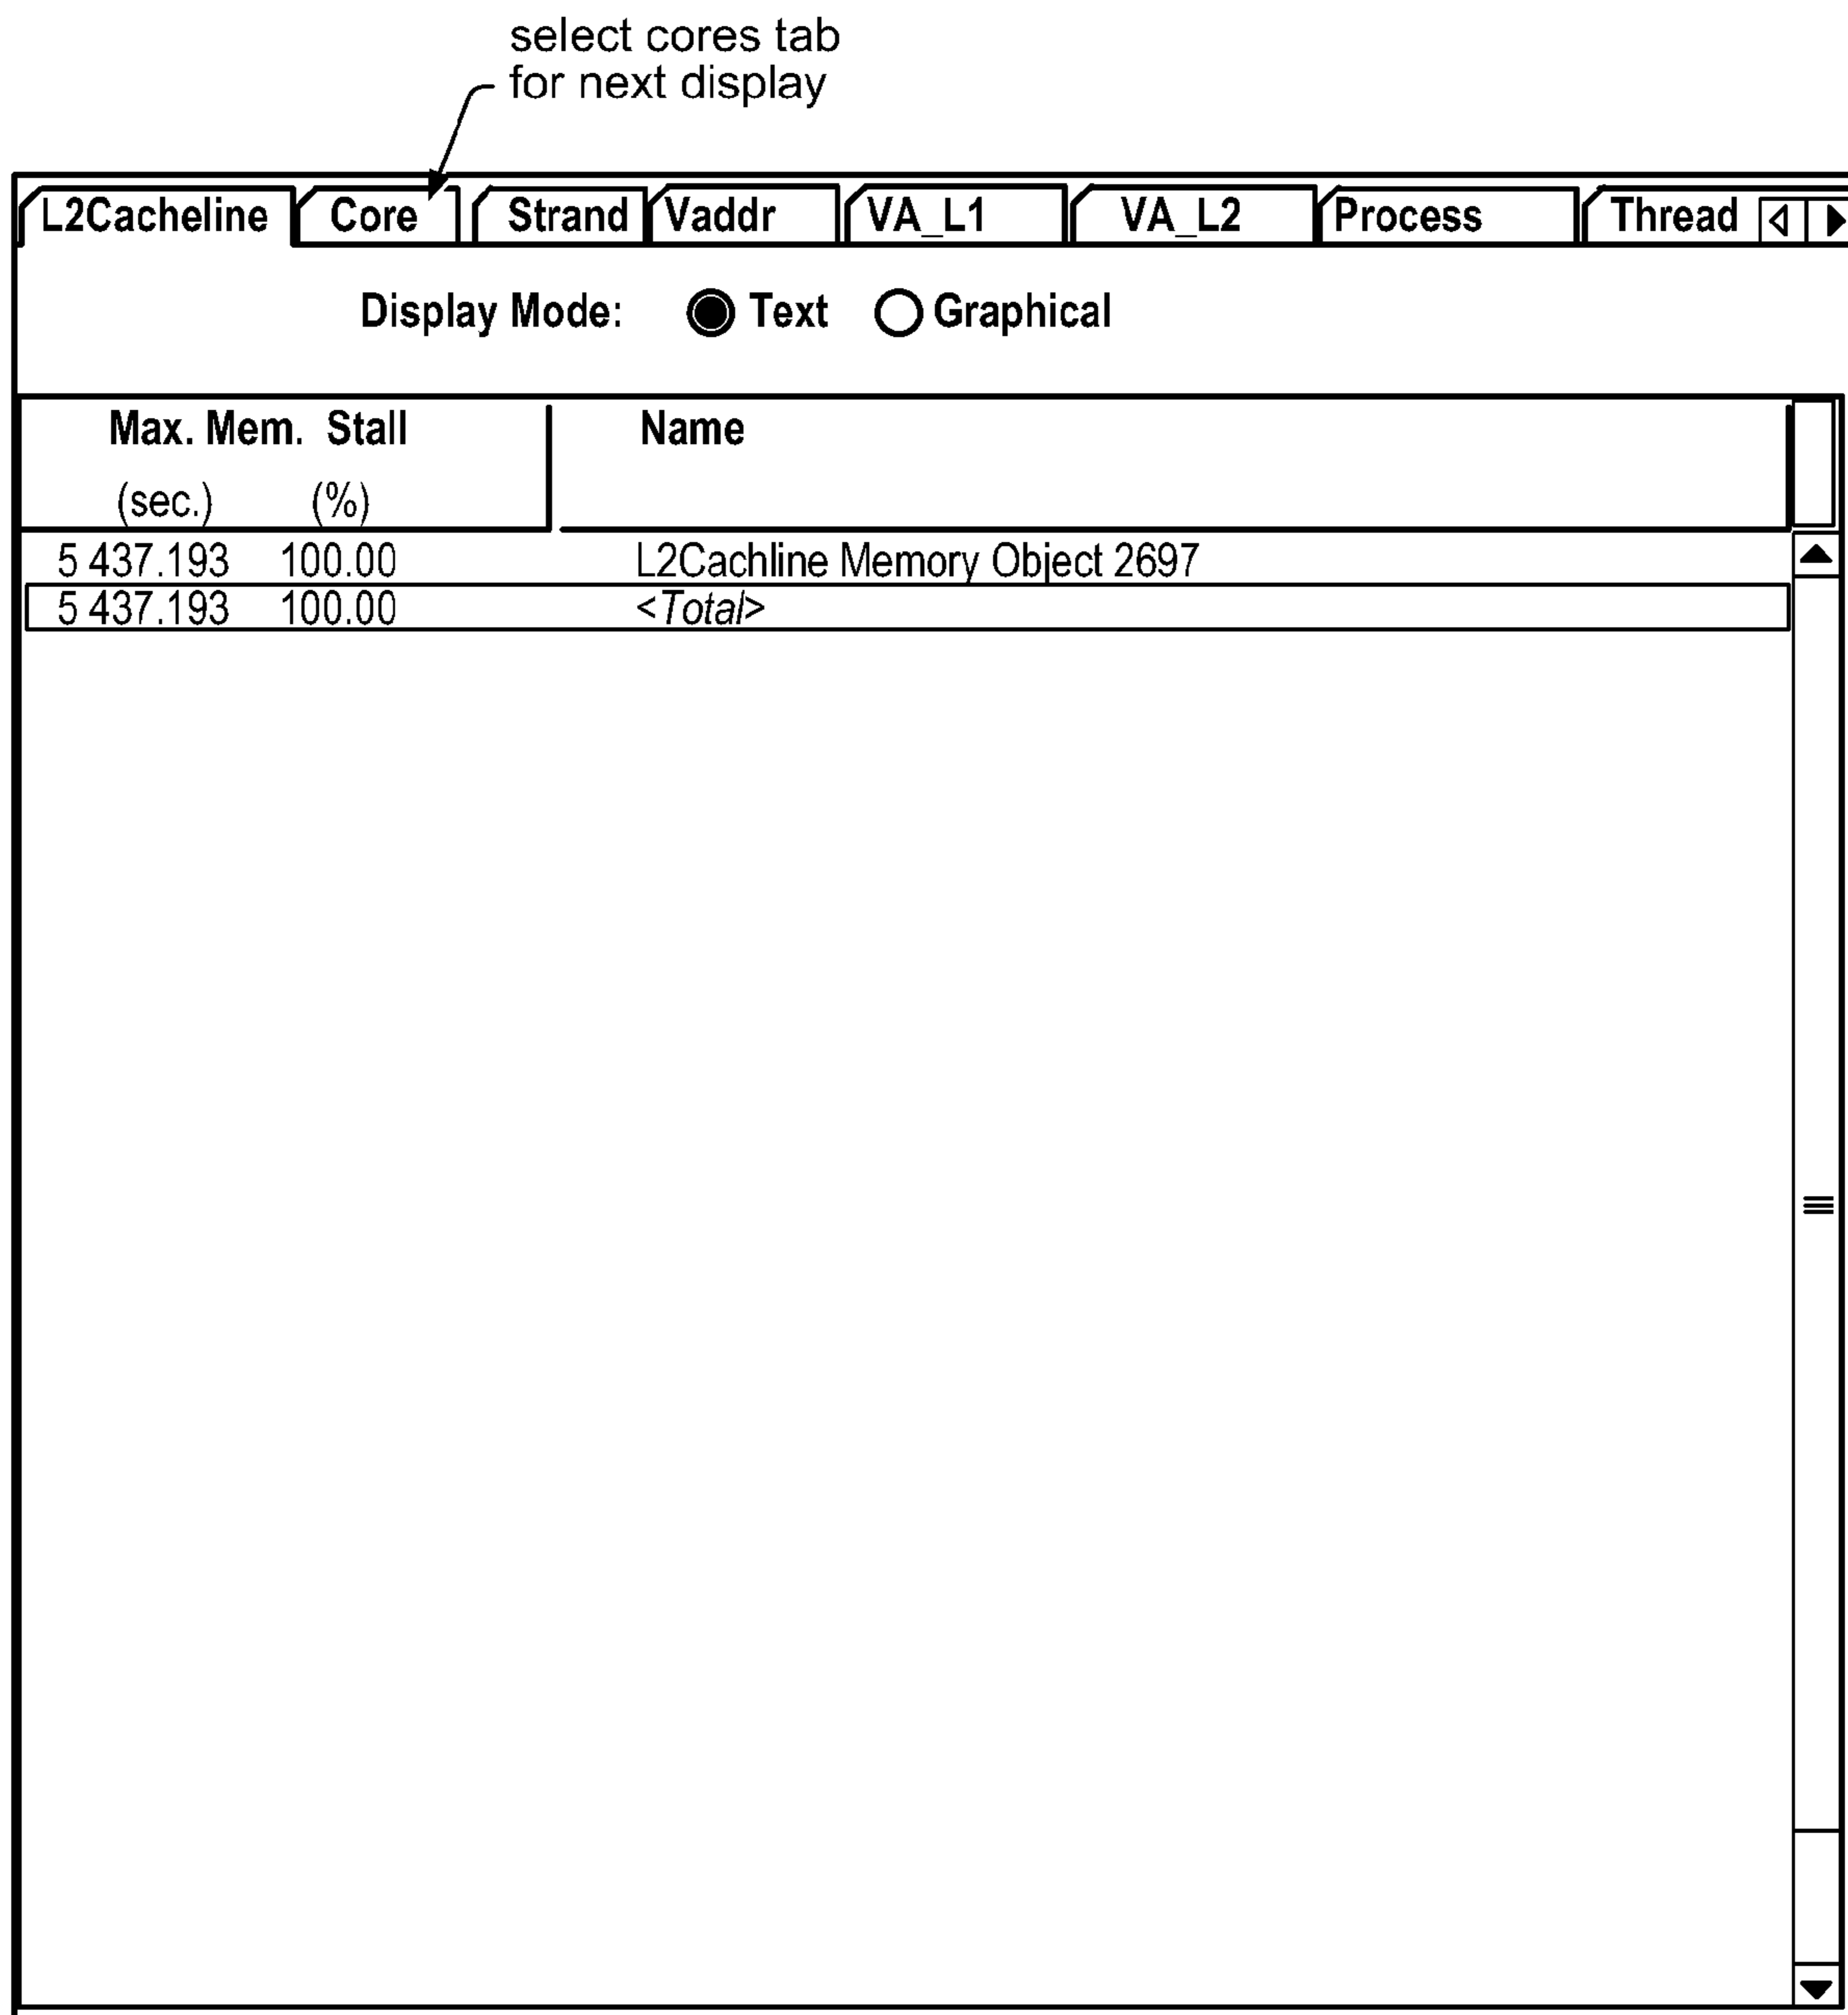 select cores tab
for next display
L2Cacheline Core Strand Vaddr VA_L1 VA_L2 Process Thread
Display Mode: Text Graphical
Max. Mem. Stall Name
(sec.) (%)
5 437.193 100.00 L2Cachline Memory Object 2697
5 437.193 100.00 <Total>